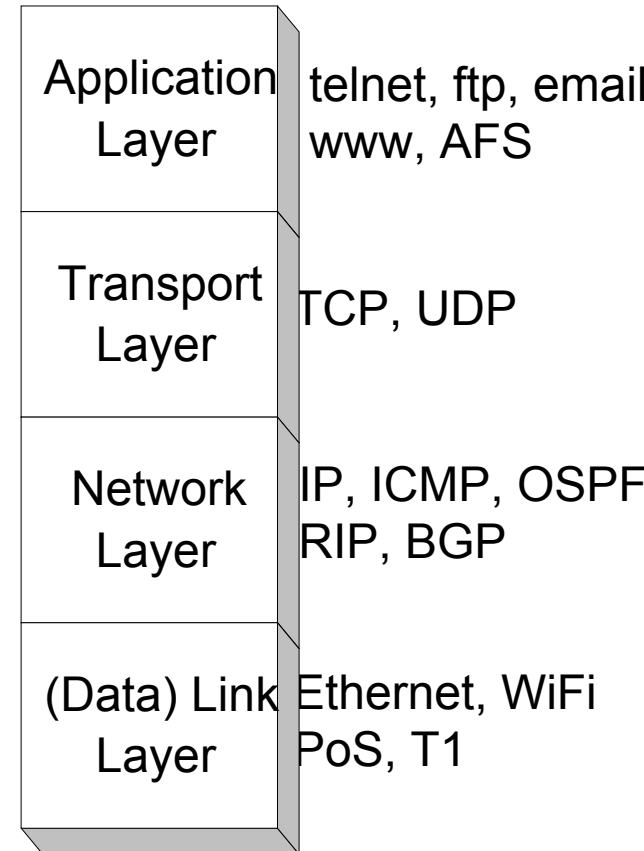 Application
Layer
telnet, ftp, email
www, AFS
Transport
Layer
TCP, UDP
Network
Layer
IP, ICMP, OSPF
RIP, BGP
(Data) Link
Layer
Ethernet, WiFi
PoS, T1